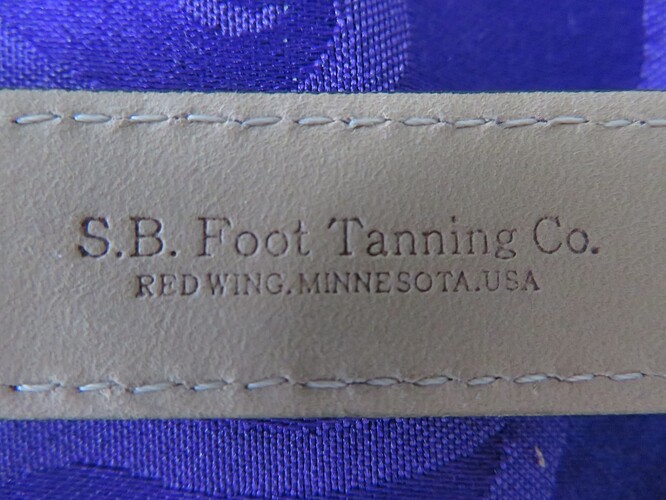 S.B. Foot Tanning Co.
RED WING.MINNESOTA.USA